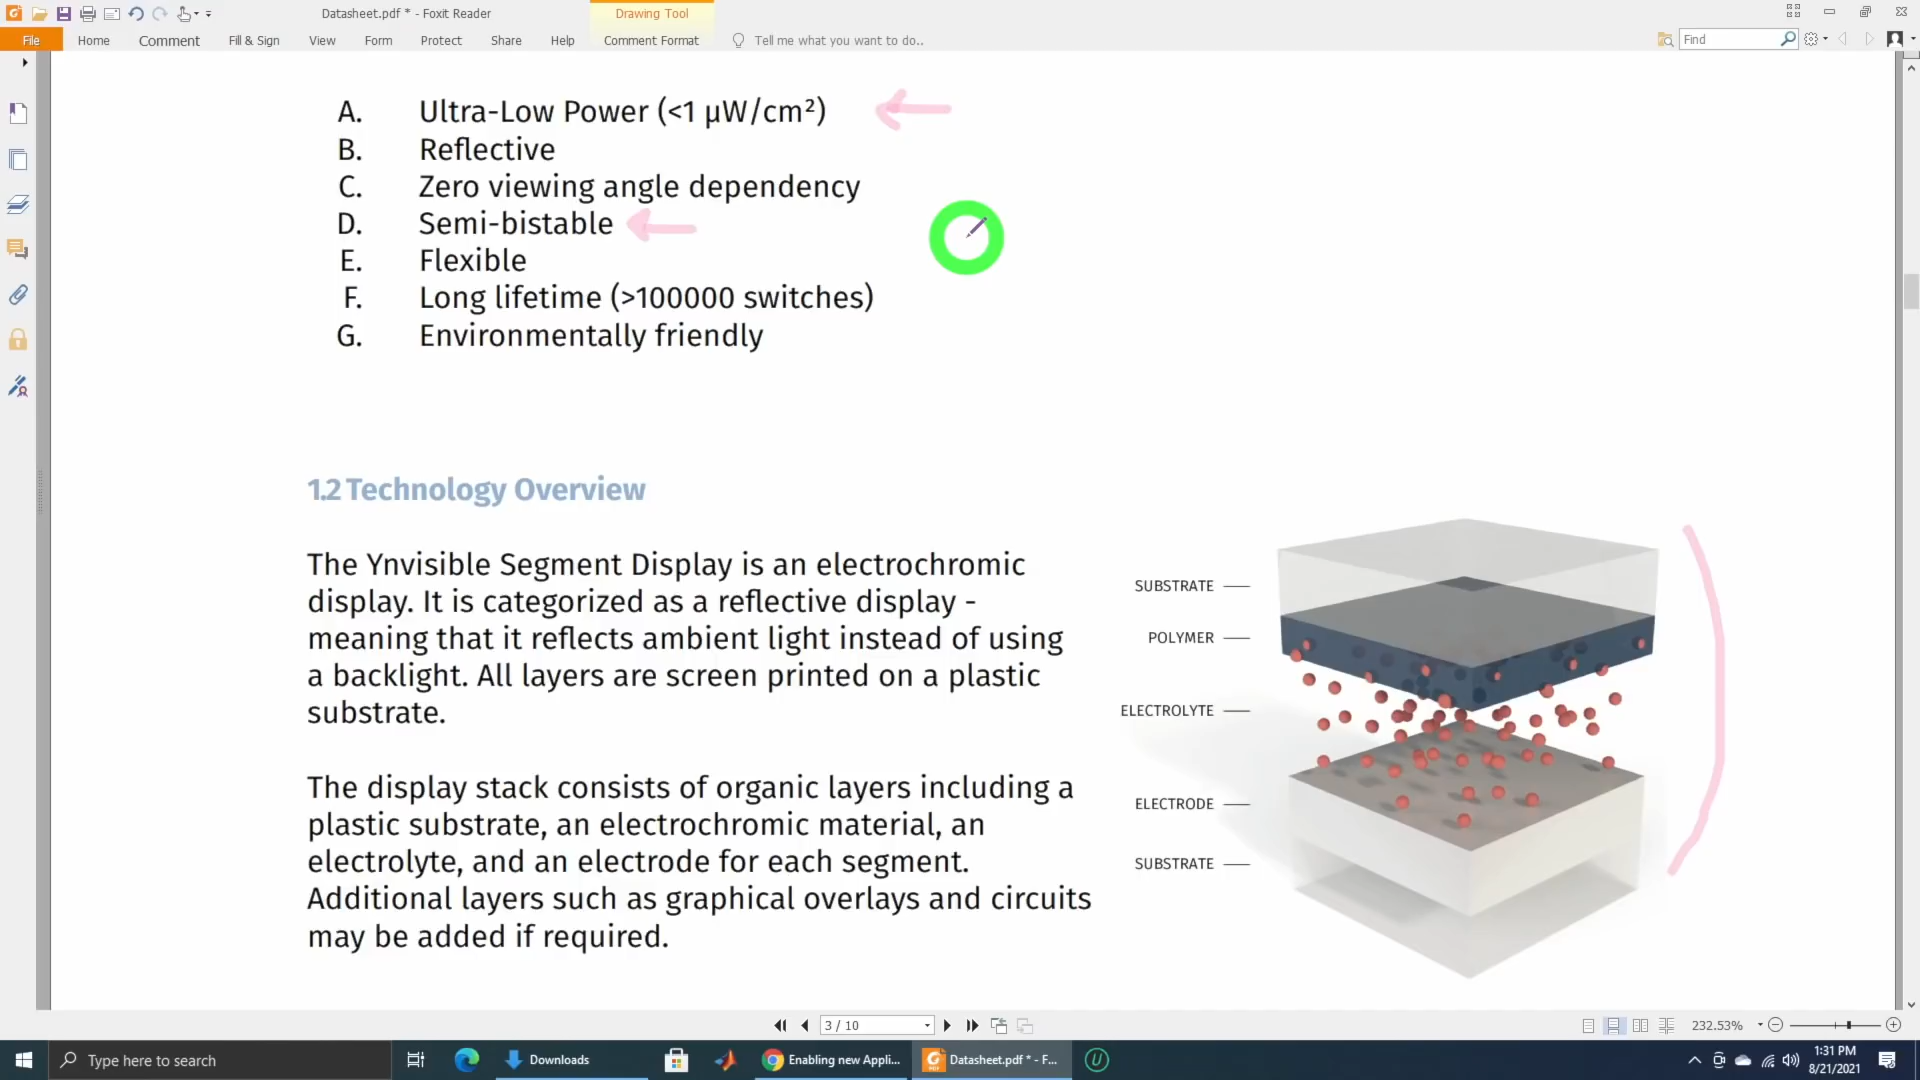 Datasheet.pdf * - Foxit Reader
Drawing Tool
File
Home
Comment
Fill & Sign
View
Form
Protect
Share
Help
Comment Format
Tell me what you want to do..
Find
A. Ultra-Low Power (<1 µW/cm²)
B. Reflective
C. Zero viewing angle dependency
D. Semi-bistable
E. Flexible
F. Long lifetime (>100000 switches)
G. Environmentally friendly
1.2 Technology Overview
The Ynvisible Segment Display is an electrochromic
display. It is categorized as a reflective display -
meaning that it reflects ambient light instead of using
a backlight. All layers are screen printed on a plastic
substrate.
The display stack consists of organic layers including a
plastic substrate, an electrochromic material, an
electrolyte, and an electrode for each segment.
Additional layers such as graphical overlays and circuits
may be added if required.
SUBSTRATE
POLYMER
ELECTROLYTE
ELECTRODE
SUBSTRATE
3 / 10
232.53%
Type here to search
Downloads
Enabling new Appli...
Datasheet.pdf * - F...
1:31 PM
8/21/2021